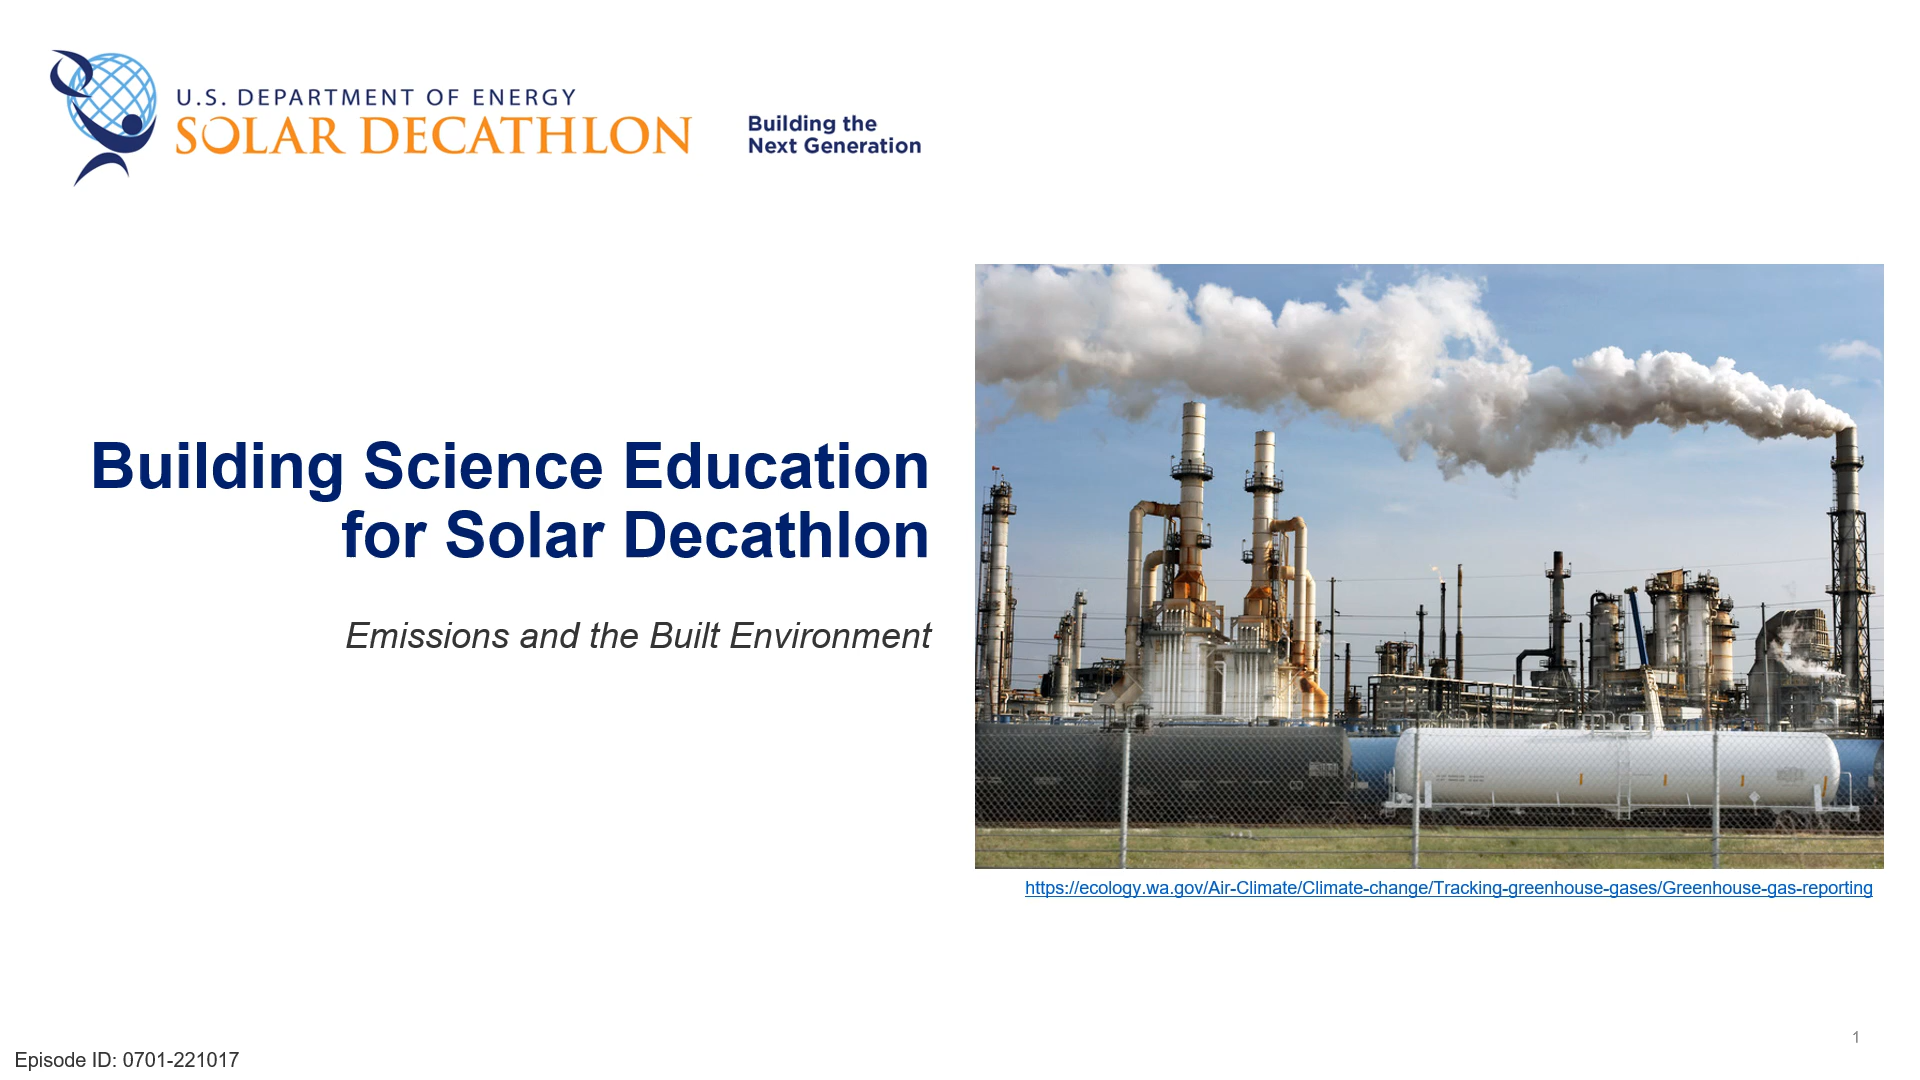 U.S. DEPARTMENT OF ENERGY
SOLAR DECATHLON
Building the
Next Generation
Building Science Education
for Solar Decathlon
Emissions and the Built Environment
https://ecology.wa.gov/Air-Climate/Climate-change/Tracking-greenhouse-gases/Greenhouse-gas-reporting
1
Episode ID: 0701-221017